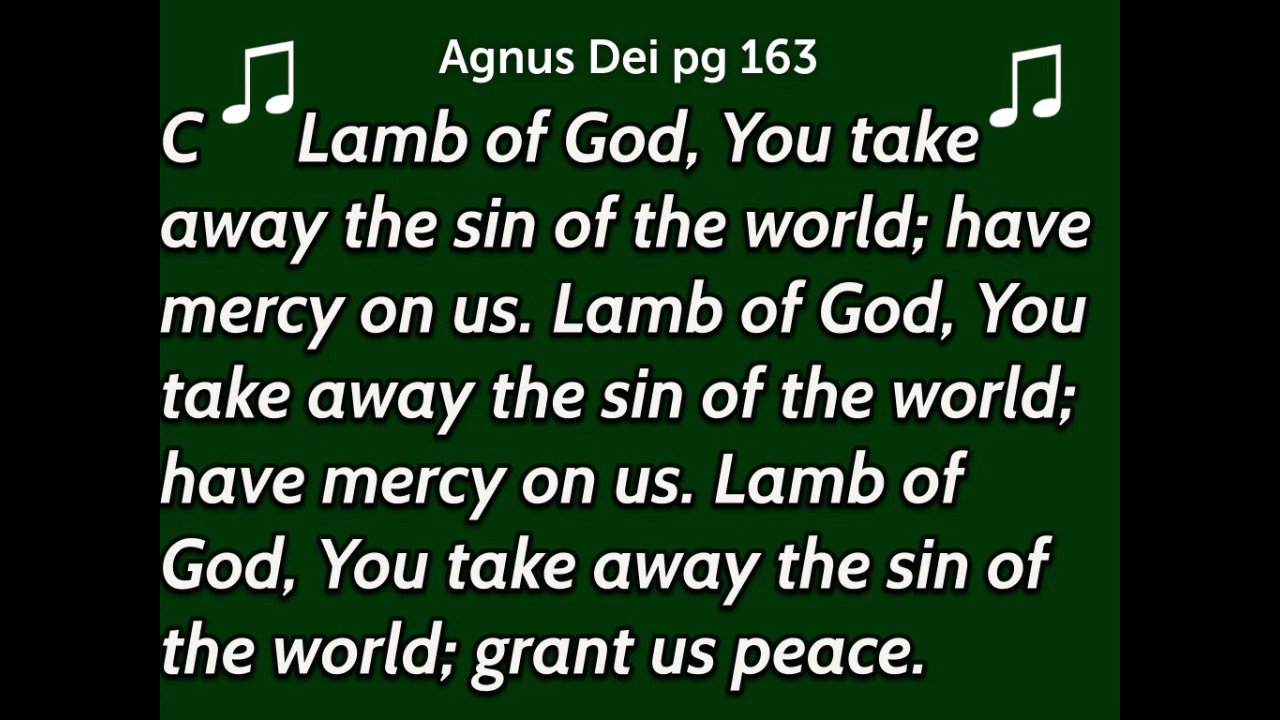 Agnus Dei pg 163
C Lamb of God, You take
away the sin of the world; have
mercy on us. Lamb of God, You
take away the sin of the world;
have mercy on us. Lamb of
God, You take away the sin of
the world; grant us peace.